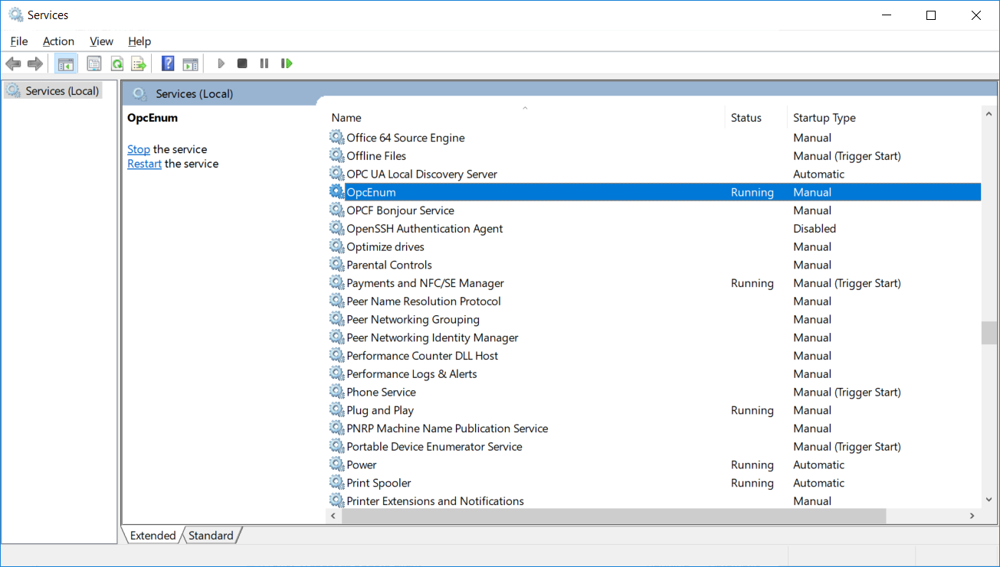 Services
File Action View Help
Services (Local)
Services (Local)
OpcEnum
Stop the service
Restart the service
Name Status Startup Type
Office 64 Source Engine Manual
Offline Files Manual (Trigger Start)
OPC UA Local Discovery Server Automatic
OpcEnum Running Manual
OPCF Bonjour Service Manual
OpenSSH Authentication Agent Disabled
Optimize drives Manual
Parental Controls Manual
Payments and NFC/SE Manager Running Manual (Trigger Start)
Peer Name Resolution Protocol Manual
Peer Networking Grouping Manual
Peer Networking Identity Manager Manual
Performance Counter DLL Host Manual
Performance Logs & Alerts Manual
Phone Service Manual (Trigger Start)
Plug and Play Running Manual
PNRP Machine Name Publication Service Manual
Portable Device Enumerator Service Manual (Trigger Start)
Power Running Automatic
Print Spooler Running Automatic
Printer Extensions and Notifications Manual
Extended Standard